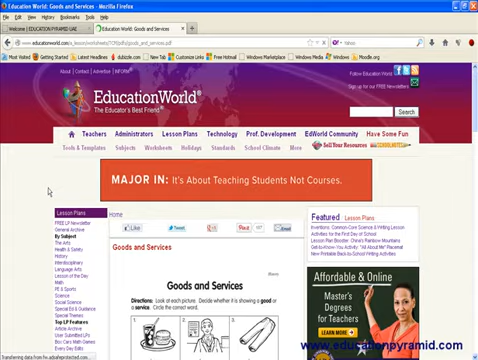 Education World: Goods and Services - Mozilla Firefox
File Edit View History Bookmarks Tools Help
Welcome | EDUCATION PYRAMID UAE
Education World: Goods and Services
www.educationworld.com/a_lesson/worksheets/TCM/pdfs/goods_and_services.pdf
yahoo
Most Visited Getting Started Latest Headlines dubizzle.com New Tab Customize Links Free Hotmail Windows Marketplace Windows Media Windows Moodle.org
About | Contact | Advertise | INFOR
Follow Education World
Sign up for our FREE Newsletters
EducationWorld®
The Educator's Best Friend
Search
Teachers Administrators Lesson Plans Technology Prof. Development EdWorld Community Have Some Fun
Tools & Templates Subjects Worksheets Holidays Standards School Climate More
Sell Your Resources SCHOOLNOTES
MAJOR IN: It's About Teaching Students Not Courses.
Lesson Plans
FREE LP Newsletter
General Archive
By Subject
The Arts
Health & Safety
History
Interdisciplinary
Language Arts
Lesson of the Day
Math
PE & Sports
Science
Social Science
Special Ed & Guidance
Special Themes
Top LP Features
Article Archive
User Submitted LPs
Box Cars Math Games
Every Day Edits
Home
Like Tweet Pin it Email
Goods and Services
Name
Goods and Services
Directions: Look at each picture. Decide whether it is showing a good or a service. Circle the correct word.
1. 2. 3.
Featured Lesson Plans
Inventions: Common-Core Science & Writing Lesson
Activities for the First Day of School
Lesson Plan Booster: China's Rainbow Mountains
Get-to-Know-You Activity: "All About Me" Placemat
New Printable Back-to-School Writing Activities
Affordable & Online
Master's
Degrees for
Teachers
LEARN MORE
www.educationpyramid.com